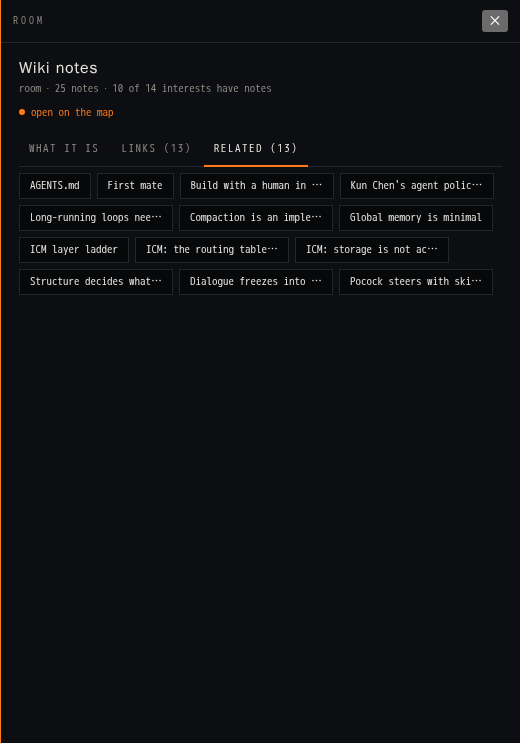 ROOM
Wiki notes
room · 25 notes · 10 of 14 interests have notes
open on the map
WHAT IT IS LINKS (13) RELATED (13)
AGENTS.md First mate Build with a human in ··· Kun Chen's agent polic···
Long-running loops nee··· Compaction is an imple··· Global memory is minimal
ICM layer ladder ICM: the routing table··· ICM: storage is not ac···
Structure decides what··· Dialogue freezes into ··· Pocock steers with ski···